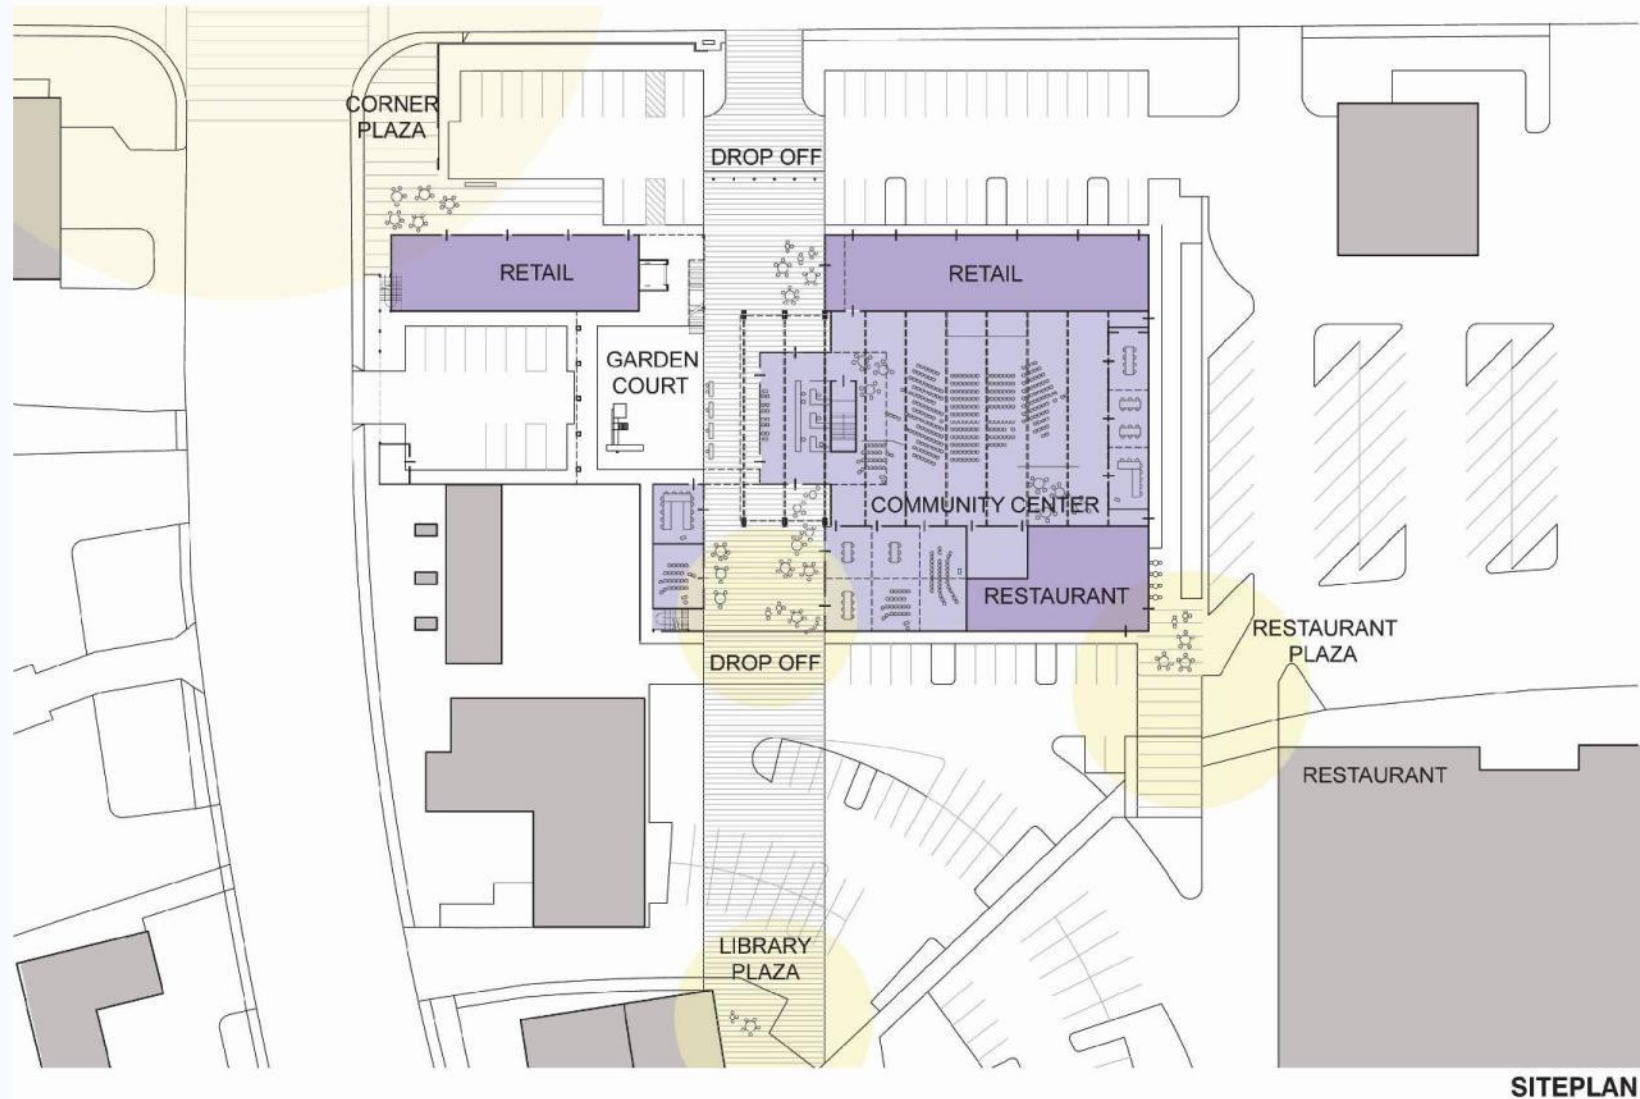 CORNER
PLAZA
DROP OFF
RETAIL
RETAIL
GARDEN
COURT
COMMUNITY CENTER
RESTAURANT
RESTAURANT
PLAZA
DROP OFF
RESTAURANT
LIBRARY
PLAZA
SITEPLAN